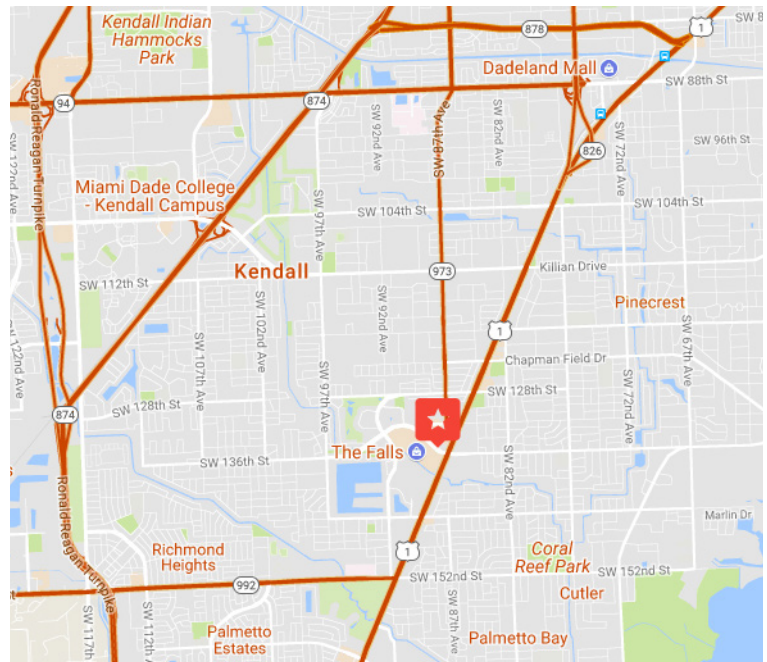 Kendall Indian
Hammocks
Park
878
1
SW 8
Dadeland Mall
SW 88th St
94
874
Ronald Reagan Turnpike
SW 122nd Ave
SW 92nd Ave
SW 87th Ave
SW 82nd Ave
SW 72nd Ave
SW 96th St
826
Miami Dade College
- Kendall Campus
SW 97th Ave
SW 104th St
SW 104th St
Kendall
SW 112th St
973
Killian Drive
Pinecrest
122nd Ave
SW 107th Ave
SW 102nd Ave
SW 97th Ave
SW 92nd Ave
1
Chapman Field Dr
SW 67th Ave
SW 72nd Ave
SW 128th St
SW 128th St
874
The Falls
SW 136th St
SW 82nd Ave
s
Ronald Reagan Turnpike
Marlin Dr
1
Richmond
Heights
Coral
Reef Park
992
SW 152nd St
SW 152nd St
st
Cutler
SW 117th
SW 112th Ave
SW 87th Ave
Palmetto
Estates
Palmetto Bay